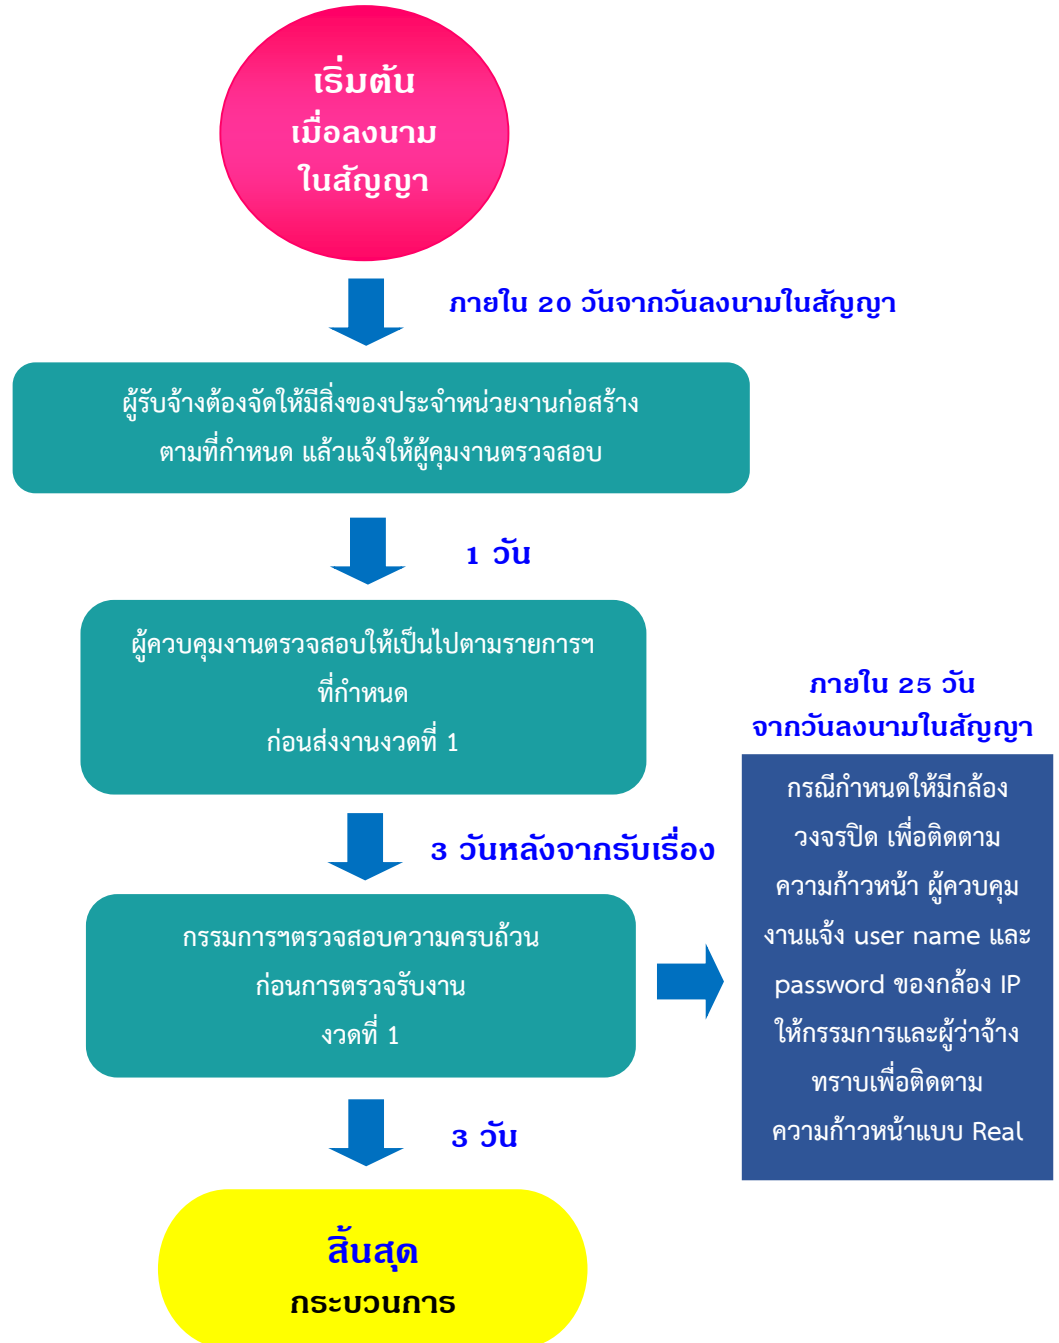 เริ่มต้น
เมื่อลงนาม
ในสัญญา
ภายใน 20 วันจากวันลงนามในสัญญา
ผู้รับจ้างต้องจัดให้มีสิ่งของประจำหน่วยงานก่อสร้าง
ตามที่กำหนด แล้วแจ้งให้ผู้คุมงานตรวจสอบ
1 วัน
ผู้ควบคุมงานตรวจสอบให้เป็นไปตามรายการฯ
ที่กำหนด
ก่อนส่งงานงวดที่ 1
3 วันหลังจากรับเรื่อง
กรรมการฯตรวจสอบความครบถ้วน
ก่อนการตรวจรับงาน
งวดที่ 1
ภายใน 25 วัน
จากวันลงนามในสัญญา
กรณีกำหนดให้มีกล้อง
วงจรปิด เพื่อติดตาม
ความก้าวหน้า ผู้ควบคุม
งานแจ้ง user name และ
password ของกล้อง IP
ให้กรรมการและผู้ว่าจ้าง
ทราบเพื่อติดตาม
ความก้าวหน้าแบบ Real
3 วัน
สิ้นสุด
กระบวนการ